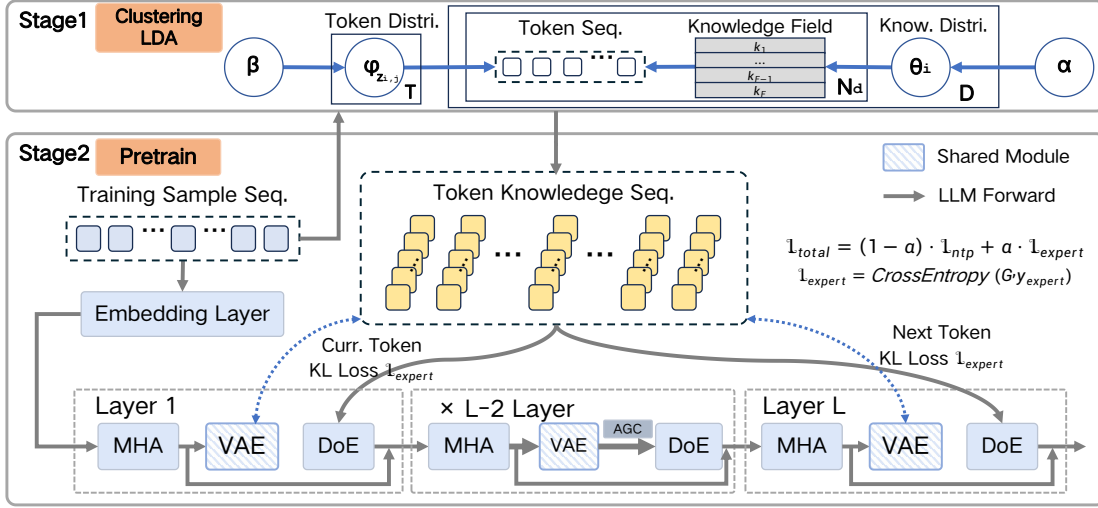 Stage1
Clustering
LDA
Token Distri.
Token Seq.
Knowledge Field
Know. Distri.
β
φ
z i,j
T
...
k1
...
kF−1
kF
Nd
θi
D
α
Stage2
Pretrain
Training Sample Seq.
... ...
Embedding Layer
Token Knowledege Seq.
... ...
Shared Module
LLM Forward
𝕃total = (1 − α) · 𝕃ntp + α · 𝕃expert
𝕃expert = CrossEntropy (G,yexpert)
Curr. Token
KL Loss 𝕃expert
Next Token
KL Loss 𝕃expert
Layer 1
MHA
VAE
DoE
× L-2 Layer
MHA
VAE
AGC
DoE
Layer L
MHA
VAE
DoE